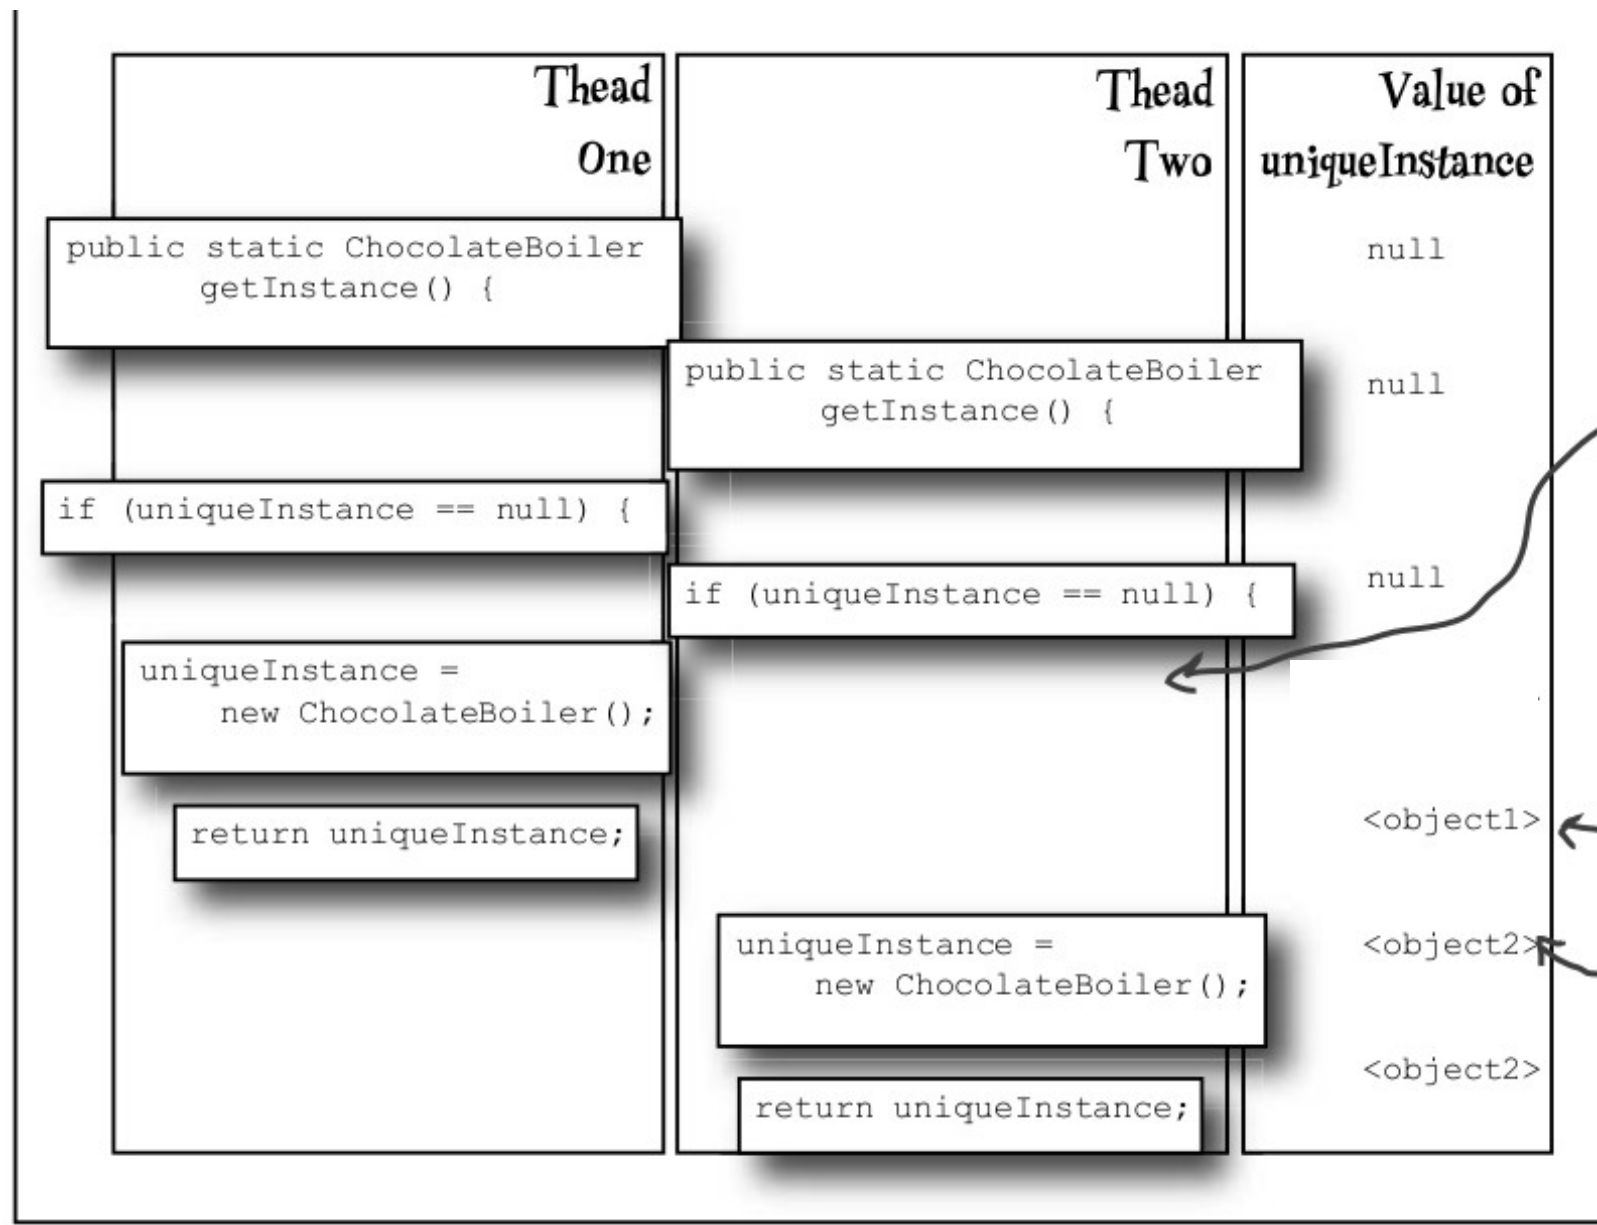 Thead
One
Thead
Two
Value of
uniqueInstance
public static ChocolateBoiler
getInstance() {
null
public static ChocolateBoiler
getInstance() {
null
if (uniqueInstance == null) {
if (uniqueInstance == null) {
null
uniqueInstance =
new ChocolateBoiler();
return uniqueInstance;
<object1>
uniqueInstance =
new ChocolateBoiler();
<object2>
return uniqueInstance;
<object2>